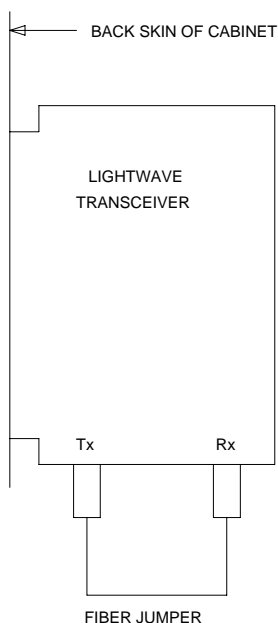 BACK SKIN OF CABINET
LIGHTWAVE
TRANSCEIVER
Tx Rx
FIBER JUMPER